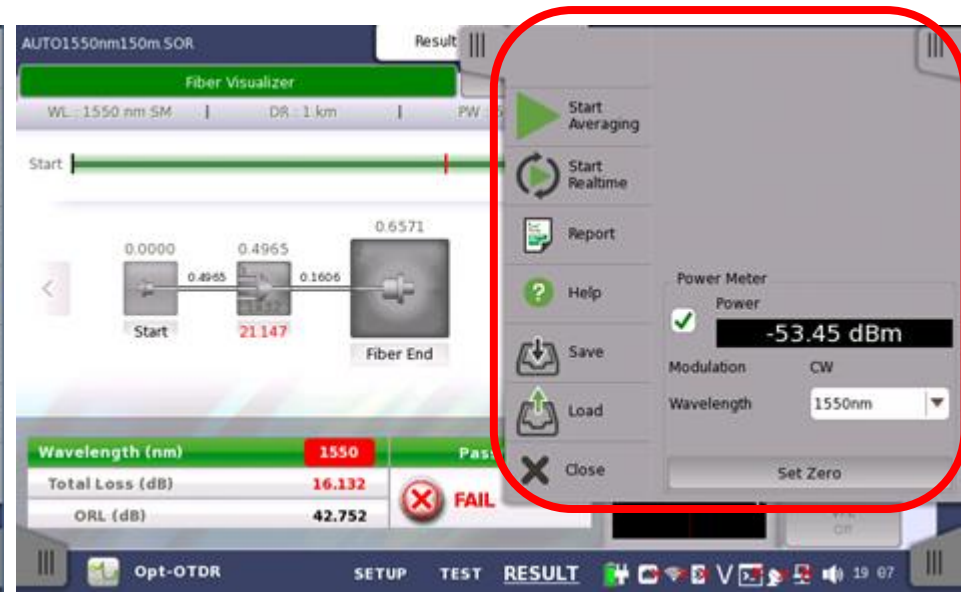 AUTO1550nm150m.SOR
Result
Fiber Visualizer
WL : 1550 nm SM | DR : 1 km | PW :
Start
0.0000
0.4965
0.6571
0.4965
0.1606
Start
21.147
Fiber End
Wavelength (nm) 1550 Pass
Total Loss (dB) 16.132
FAIL
ORL (dB) 42.752
Start
Averaging
Start
Realtime
Report
Help
Save
Load
Close
Power Meter
Power
-53.45 dBm
Modulation CW
Wavelength 1550nm
Set Zero
Off
Opt-OTDR SETUP TEST RESULT 19 07